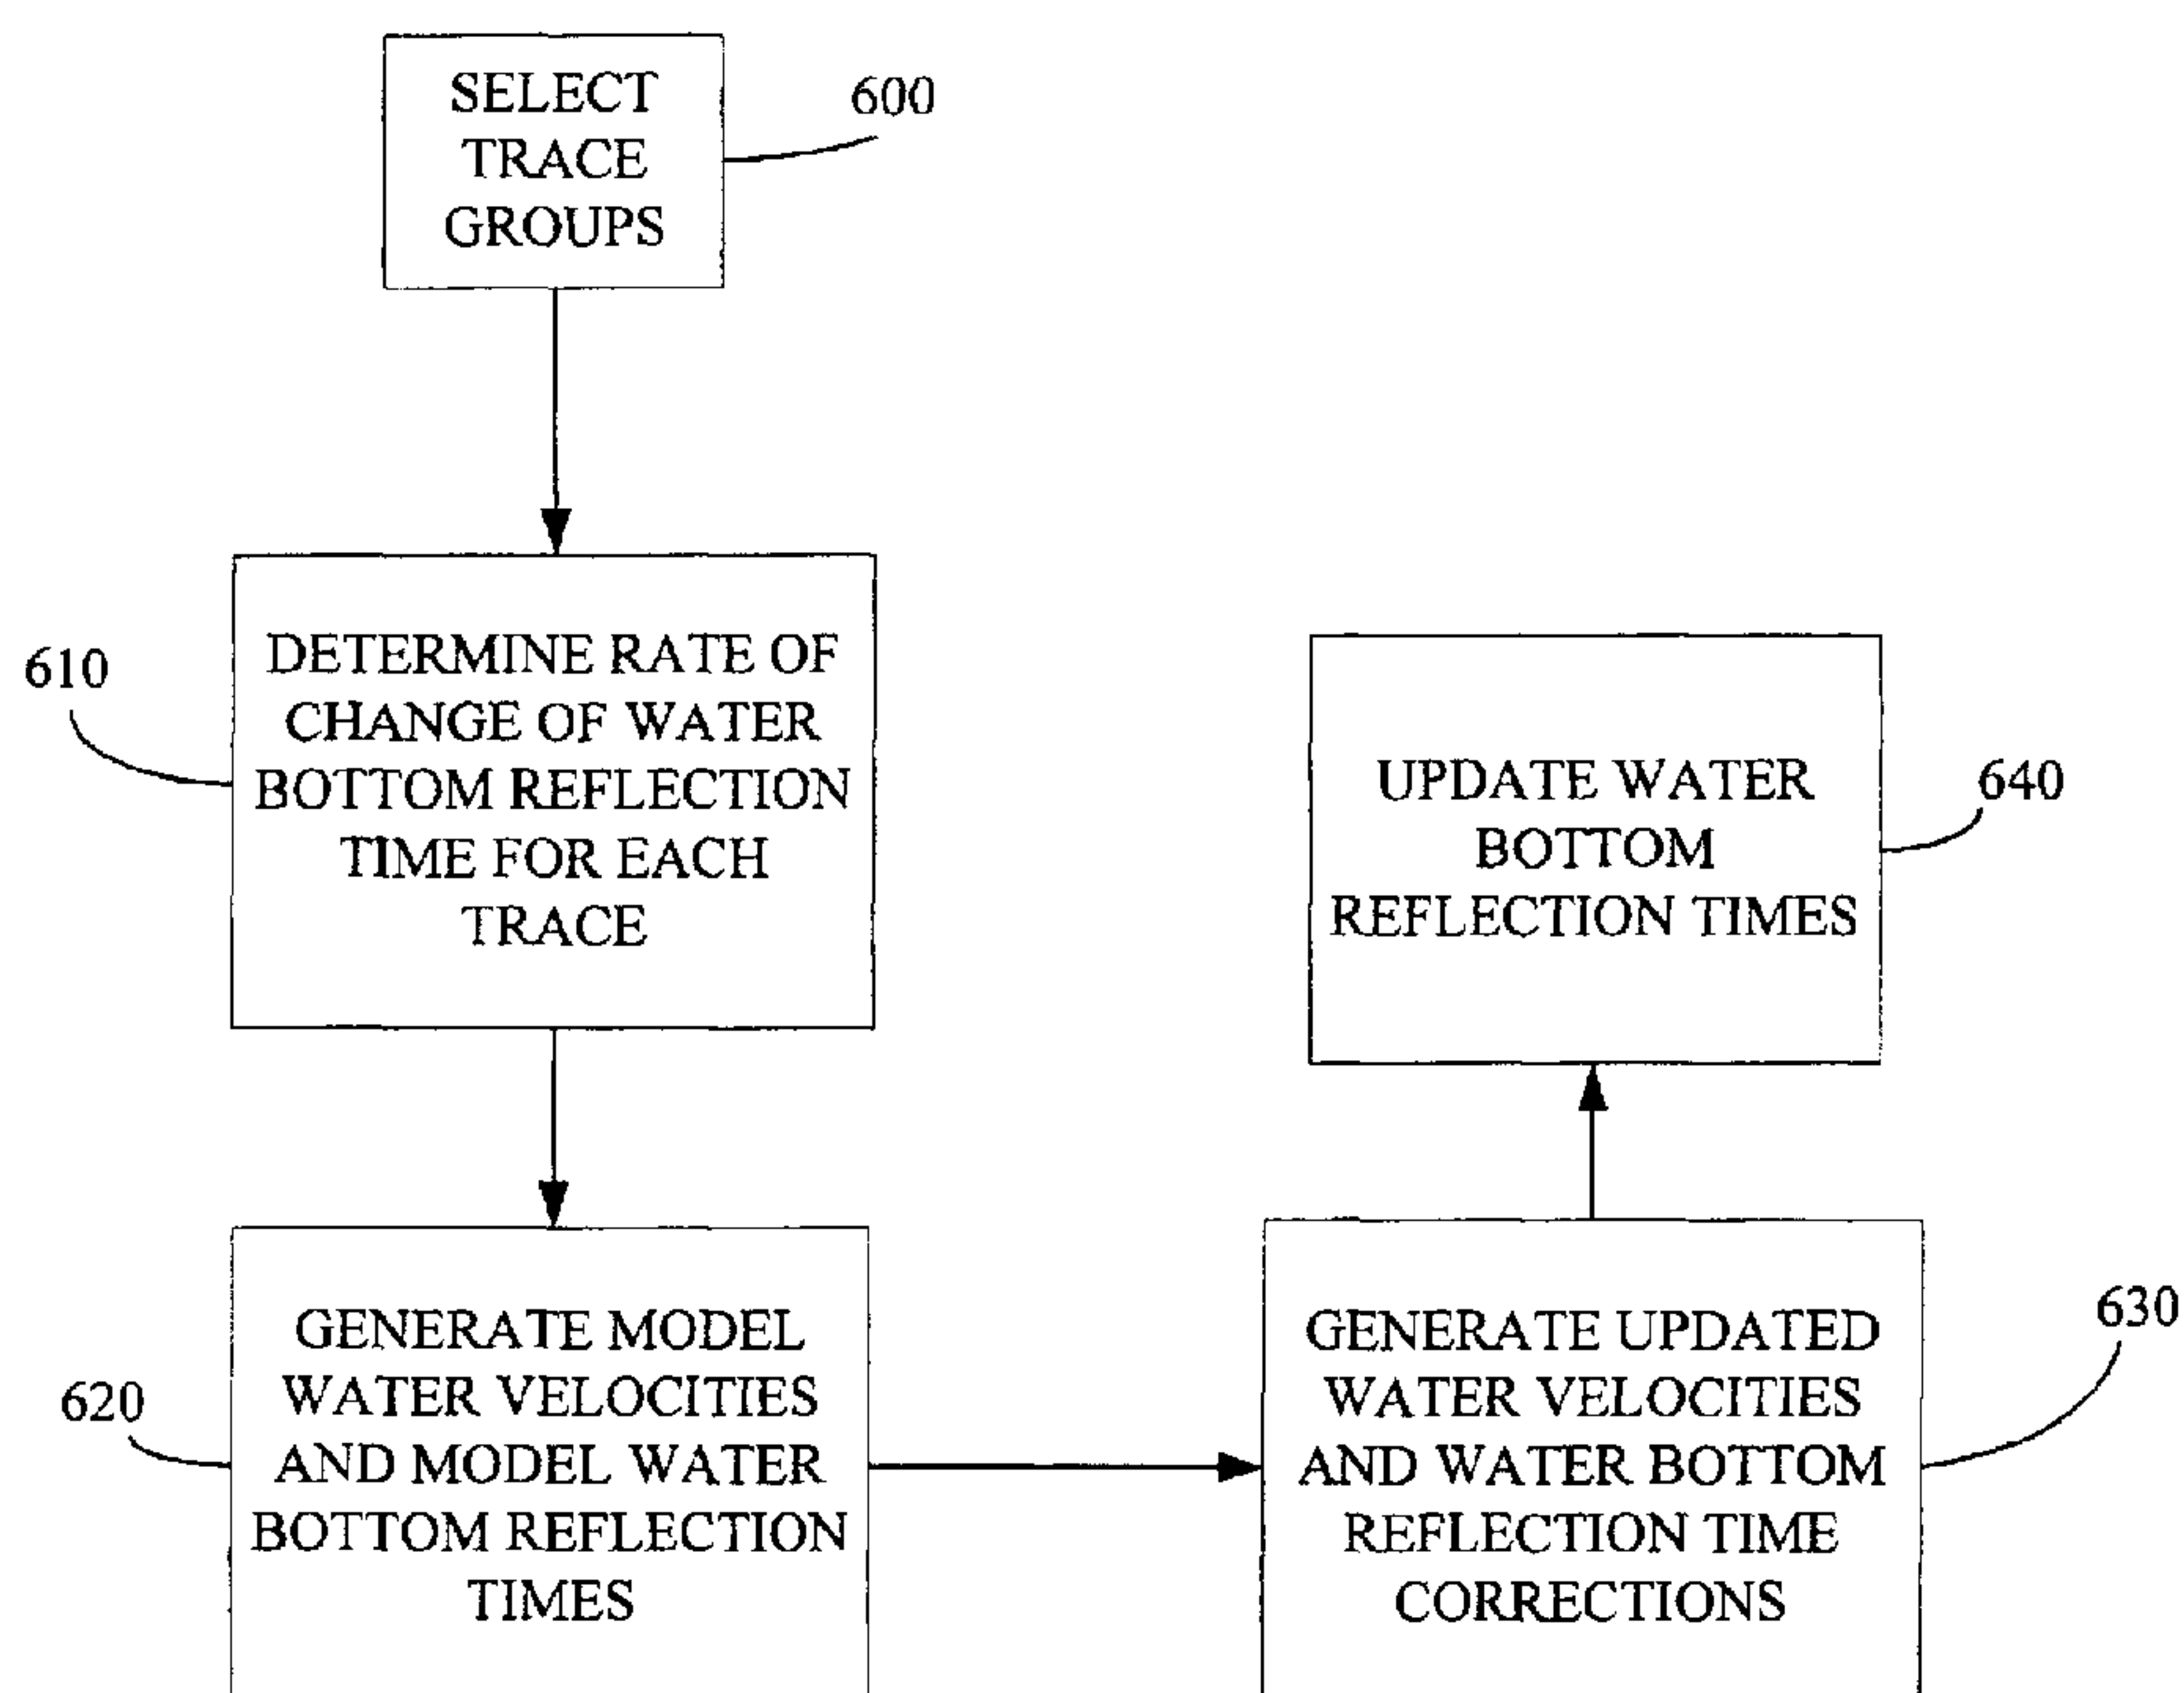 SELECT
TRACE
GROUPS
600
610
DETERMINE RATE OF
CHANGE OF WATER
BOTTOM REFLECTION
TIME FOR EACH
TRACE
620
GENERATE MODEL
WATER VELOCITIES
AND MODEL WATER
BOTTOM REFLECTION
TIMES
GENERATE UPDATED
WATER VELOCITIES
AND WATER BOTTOM
REFLECTION TIME
CORRECTIONS
630
UPDATE WATER
BOTTOM
REFLECTION TIMES
640